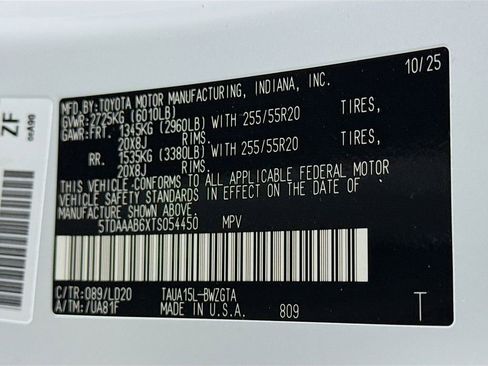 MFD. BY:TOYOTA MOTOR MANUFACTURING, INDIANA, INC. 10/25
GVWR:2725KG (6010LB)
GAWR:FRT. 1345KG (2960LB) WITH 255/55R20 TIRES,
20X8J RIMS.
RR. 1535KG (3380LB) WITH 255/55R20 TIRES,
20X8J RIMS.
THIS VEHICLE CONFORMS TO ALL APPLICABLE FEDERAL MOTOR
VEHICLE SAFETY STANDARDS IN EFFECT ON THE DATE OF
MANUFACTURE SHOWN ABOVE.
5TDAAAB6XTS054450 MPV
C/TR:089/LD20 TAUA15L-BWZGTA
A/TM:/UA81F MADE IN U.S.A. 809 T
ZF